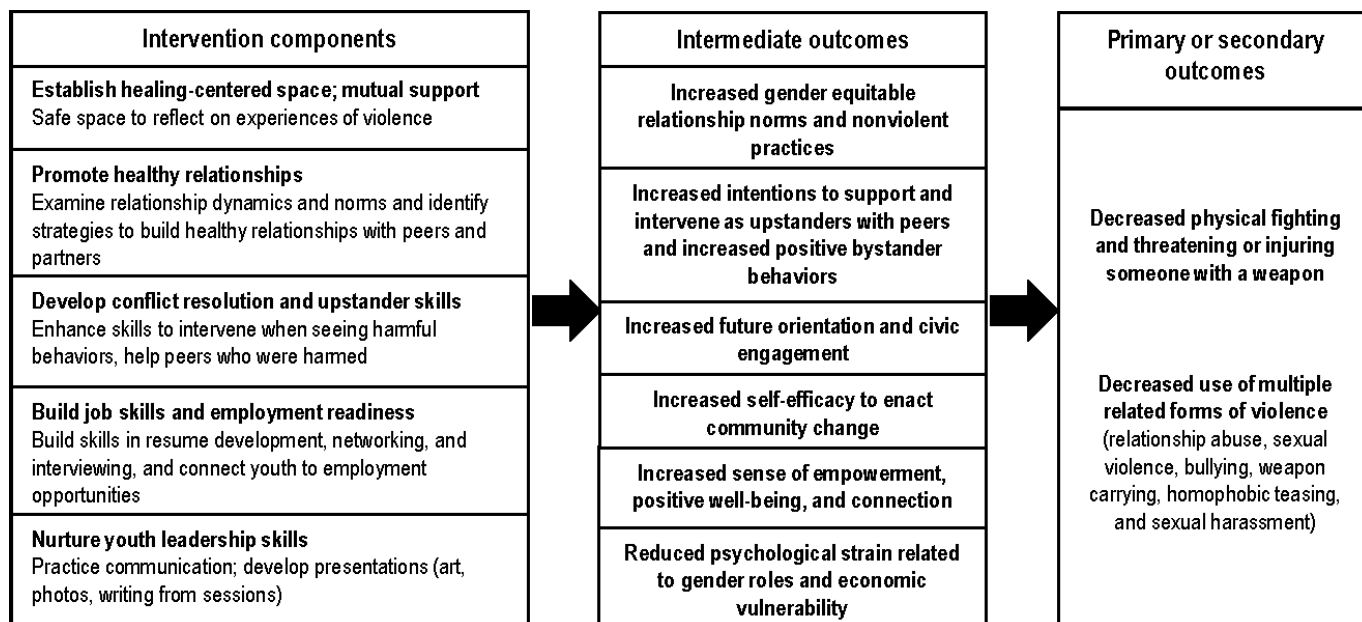 Intervention components
Establish healing-centered space; mutual support
Safe space to reflect on experiences of violence
Promote healthy relationships
Examine relationship dynamics and norms and identify
strategies to build healthy relationships with peers and
partners
Develop conflict resolution and upstander skills
Enhance skills to intervene when seeing harmful
behaviors, help peers who were harmed
Build job skills and employment readiness
Build skills in resume development, networking, and
interviewing, and connect youth to employment
opportunities
Nurture youth leadership skills
Practice communication; develop presentations (art,
photos, writing from sessions)
Intermediate outcomes
Increased gender equitable
relationship norms and nonviolent
practices
Increased intentions to support and
intervene as upstanders with peers
and increased positive bystander
behaviors
Increased future orientation and civic
engagement
Increased self-efficacy to enact
community change
Increased sense of empowerment,
positive well-being, and connection
Reduced psychological strain related
to gender roles and economic
vulnerability
Primary or secondary
outcomes
Decreased physical fighting
and threatening or injuring
someone with a weapon
Decreased use of multiple
related forms of violence
(relationship abuse, sexual
violence, bullying, weapon
carrying, homophobic teasing,
and sexual harassment)